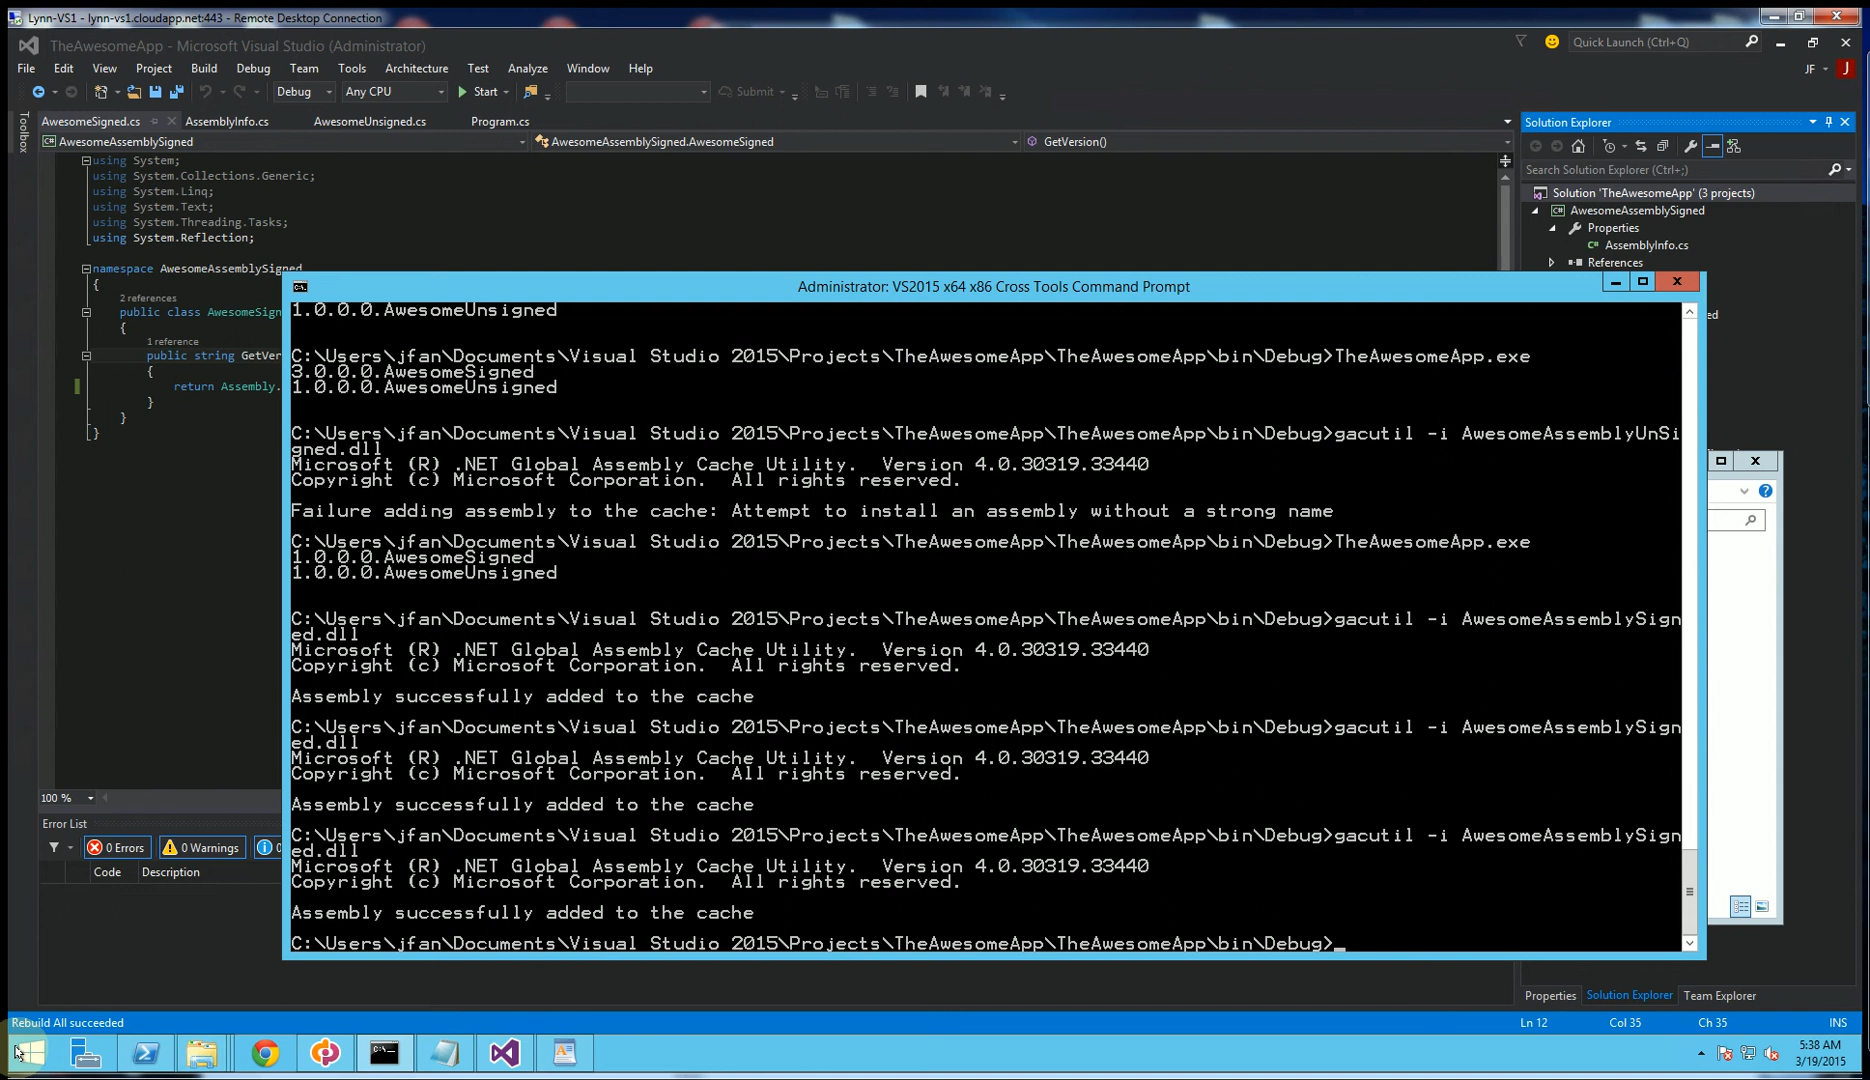 Lynn-VS1 - lynn-vs1.cloudapp.net:443 - Remote Desktop Connection
TheAwesomeApp - Microsoft Visual Studio (Administrator)
Quick Launch (Ctrl+Q)
File Edit View Project Build Debug Team Tools Architecture Test Analyze Window Help
JF J
Debug Any CPU Start Submit
Toolbox
AwesomeSigned.cs AssemblyInfo.cs AwesomeUnsigned.cs Program.cs
AwesomeAssemblySigned AwesomeAssemblySigned.AwesomeSigned GetVersion()
using System;
using System.Collections.Generic;
using System.Linq;
using System.Text;
using System.Threading.Tasks;
using System.Reflection;
namespace AwesomeAssemblySigned
{
2 references
public class AwesomeSign
{
1 reference
public string GetVer
{
return Assembly.
}
}
}
100 %
Error List
0 Errors 0 Warnings 0
Code Description
Solution Explorer
Search Solution Explorer (Ctrl+;)
Solution 'TheAwesomeApp' (3 projects)
AwesomeAssemblySigned
Properties
AssemblyInfo.cs
References
ed
Administrator: VS2015 x64 x86 Cross Tools Command Prompt
1.0.0.0.AwesomeUnsigned
C:\Users\jfan\Documents\Visual Studio 2015\Projects\TheAwesomeApp\TheAwesomeApp\bin\Debug>TheAwesomeApp.exe
3.0.0.0.AwesomeSigned
1.0.0.0.AwesomeUnsigned
C:\Users\jfan\Documents\Visual Studio 2015\Projects\TheAwesomeApp\TheAwesomeApp\bin\Debug>gacutil -i AwesomeAssemblyUnSi
gned.dll
Microsoft (R) .NET Global Assembly Cache Utility.  Version 4.0.30319.33440
Copyright (c) Microsoft Corporation.  All rights reserved.
Failure adding assembly to the cache: Attempt to install an assembly without a strong name
C:\Users\jfan\Documents\Visual Studio 2015\Projects\TheAwesomeApp\TheAwesomeApp\bin\Debug>TheAwesomeApp.exe
1.0.0.0.AwesomeSigned
1.0.0.0.AwesomeUnsigned
C:\Users\jfan\Documents\Visual Studio 2015\Projects\TheAwesomeApp\TheAwesomeApp\bin\Debug>gacutil -i AwesomeAssemblySign
ed.dll
Microsoft (R) .NET Global Assembly Cache Utility.  Version 4.0.30319.33440
Copyright (c) Microsoft Corporation.  All rights reserved.
Assembly successfully added to the cache
C:\Users\jfan\Documents\Visual Studio 2015\Projects\TheAwesomeApp\TheAwesomeApp\bin\Debug>gacutil -i AwesomeAssemblySign
ed.dll
Microsoft (R) .NET Global Assembly Cache Utility.  Version 4.0.30319.33440
Copyright (c) Microsoft Corporation.  All rights reserved.
Assembly successfully added to the cache
C:\Users\jfan\Documents\Visual Studio 2015\Projects\TheAwesomeApp\TheAwesomeApp\bin\Debug>gacutil -i AwesomeAssemblySign
ed.dll
Microsoft (R) .NET Global Assembly Cache Utility.  Version 4.0.30319.33440
Copyright (c) Microsoft Corporation.  All rights reserved.
Assembly successfully added to the cache
C:\Users\jfan\Documents\Visual Studio 2015\Projects\TheAwesomeApp\TheAwesomeApp\bin\Debug>_
Properties Solution Explorer Team Explorer
Rebuild All succeeded Ln 12 Col 35 Ch 35 INS
5:38 AM
3/19/2015